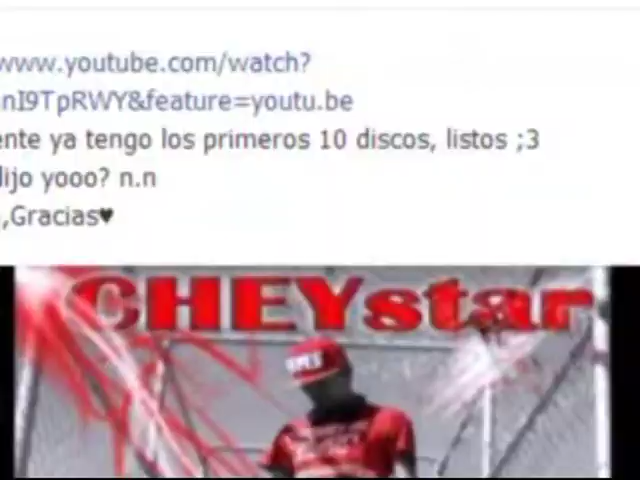 www.youtube.com/watch?
nI9TpRWY&feature=youtu.be
ente ya tengo los primeros 10 discos, listos ;3
dijo yooo? n.n
,Gracias♥
CHEYstar